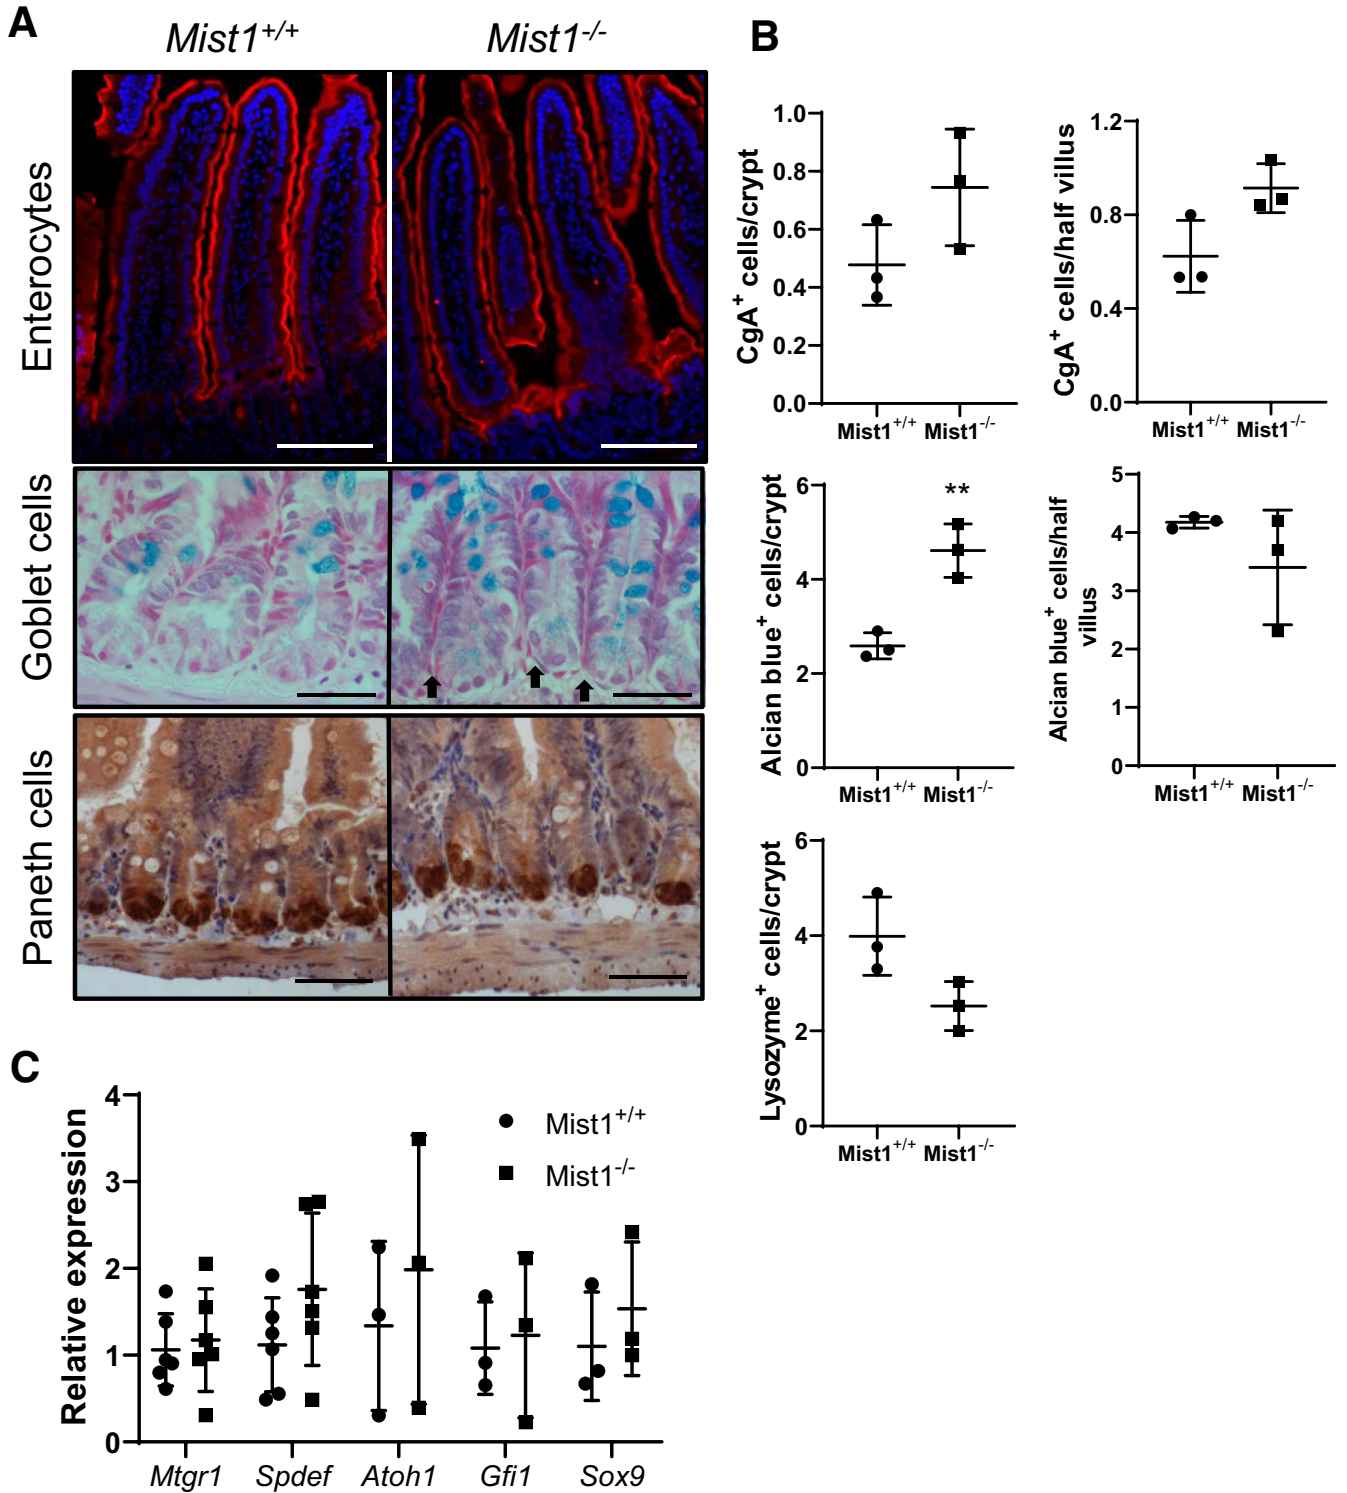 A
Mist1+/+
Mist1-/-
Enterocytes
Goblet cells
Paneth cells
B
CgA+ cells/crypt
1.0
0.8
0.6
0.4
0.2
0.0
Mist1+/+ Mist1-/-
CgA+ cells/half villus
1.2
0.8
0.4
0.0
Mist1+/+ Mist1-/-
Alcian blue+ cells/crypt
6
4
2
0
**
Mist1+/+ Mist1-/-
Alcian blue+ cells/half
villus
5
4
3
2
1
0
Mist1+/+ Mist1-/-
Lysozyme+ cells/crypt
6
4
2
0
Mist1+/+ Mist1-/-
C
Relative expression
4
3
2
1
0
Mist1+/+
Mist1-/-
Mtgr1 Spdef Atoh1 Gfi1 Sox9